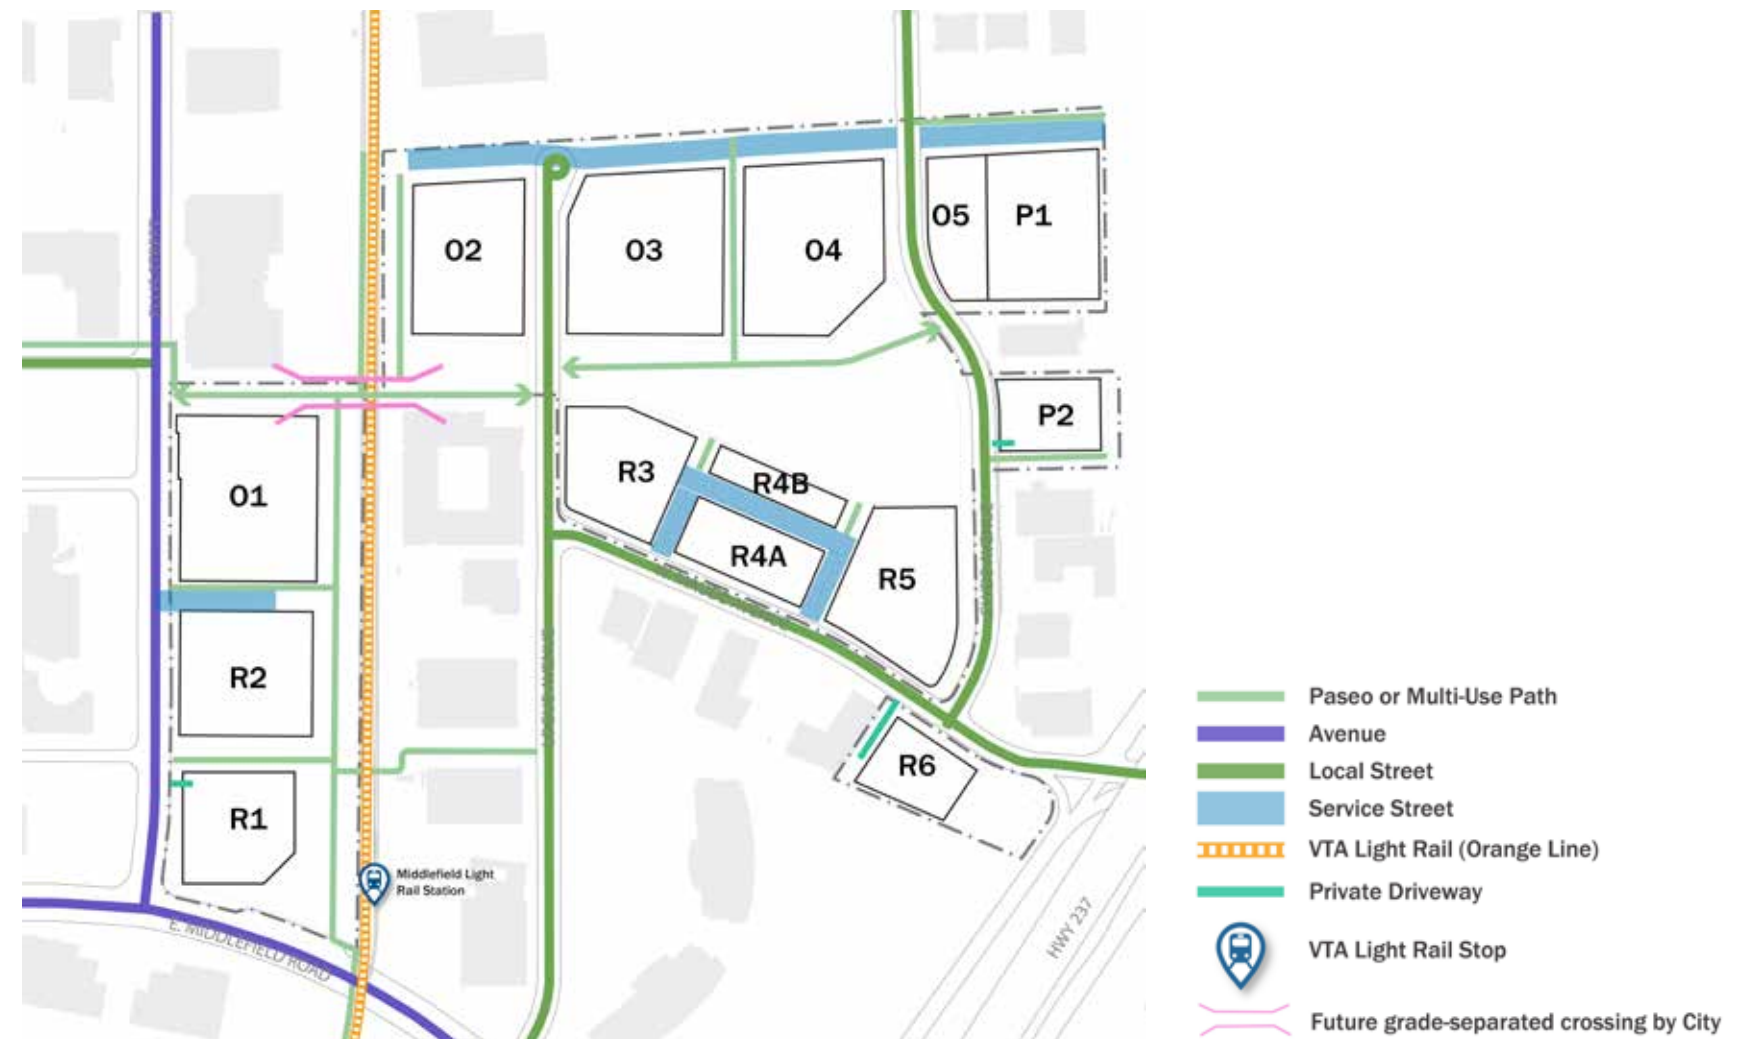 O2
O3
O4
O5
P1
P2
O1
R3
R4B
R4A
R5
R2
R6
R1
Middlefield Light
Rail Station
E. MIDDLEFIELD ROAD
LOGUE AVENUE
HWY 237
Paseo or Multi-Use Path
Avenue
Local Street
Service Street
VTA Light Rail (Orange Line)
Private Driveway
VTA Light Rail Stop
Future grade-separated crossing by City